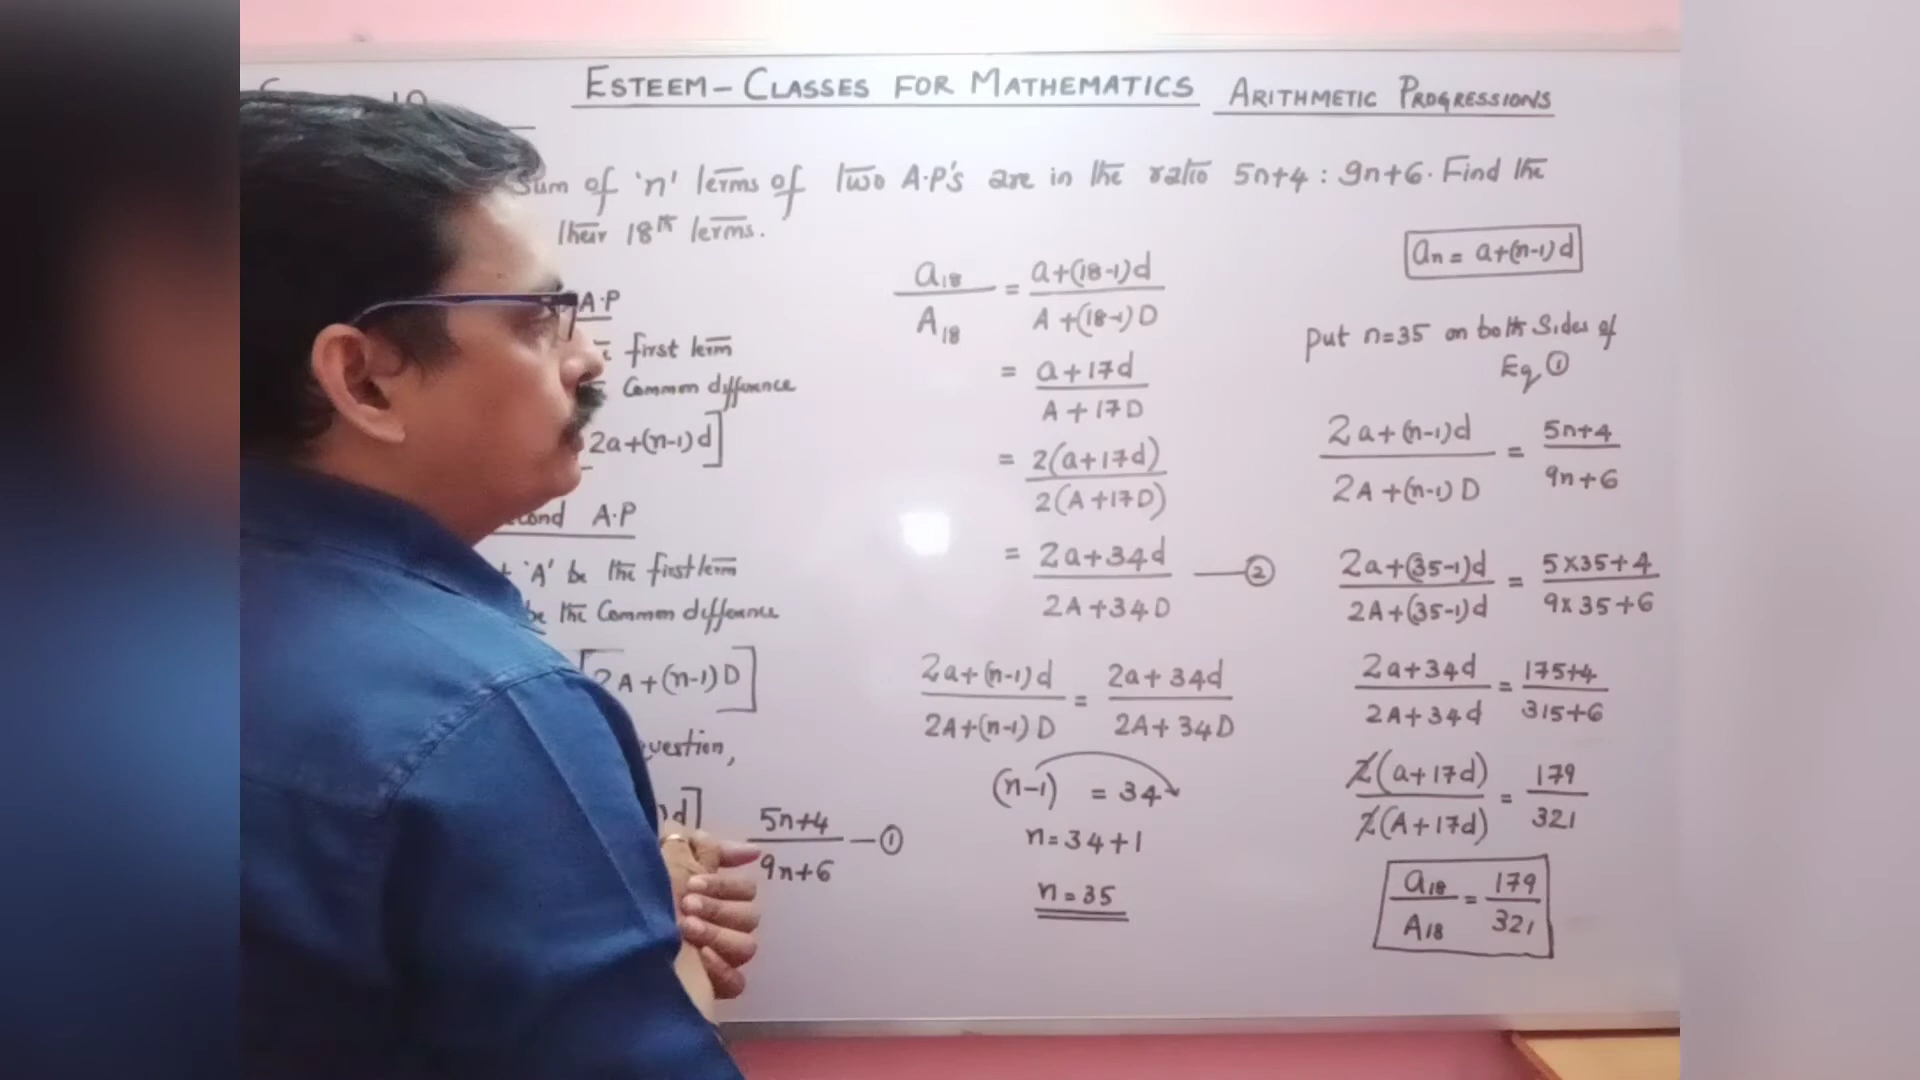 ESTEEM - CLASSES FOR MATHEMATICS
ARITHMETIC PROGRESSIONS
Sum of 'n' terms of two A.P's are in the ratio 5n+4 : 9n+6. Find the
their 18th terms.
A.P
first term
Common difference
2a+(n-1)d]
A.P
'A' be the first term
be the Common difference
[2A+(n-1)D]
question,
d]
5n+4
9n+6
— ①
a18 / A18 = a+(18-1)d / A+(18-1)D
= a+17d / A+17D
= 2(a+17d) / 2(A+17D)
= 2a+34d / 2A+34D — ②
2a+(n-1)d / 2A+(n-1)D = 2a+34d / 2A+34D
(n-1) = 34
n=34+1
n=35
an = a+(n-1)d
put n=35 on both sides of
Eq ①
2a+(n-1)d / 2A+(n-1)D = 5n+4 / 9n+6
2a+(35-1)d / 2A+(35-1)d = 5x35+4 / 9x35+6
2a+34d / 2A+34d = 175+4 / 315+6
2(a+17d) / 2(A+17d) = 179 / 321
a18 / A18 = 179 / 321